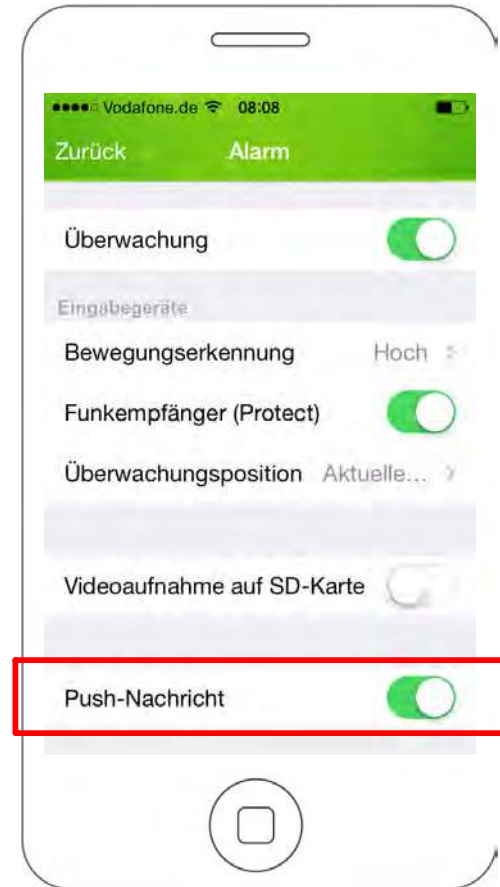 Vodafone.de 08:08
Zurück Alarm
Überwachung
Eingabegeräte
Bewegungserkennung Hoch
Funkempfänger (Protect)
Überwachungsposition Aktuelle...
Videoaufnahme auf SD-Karte
Push-Nachricht